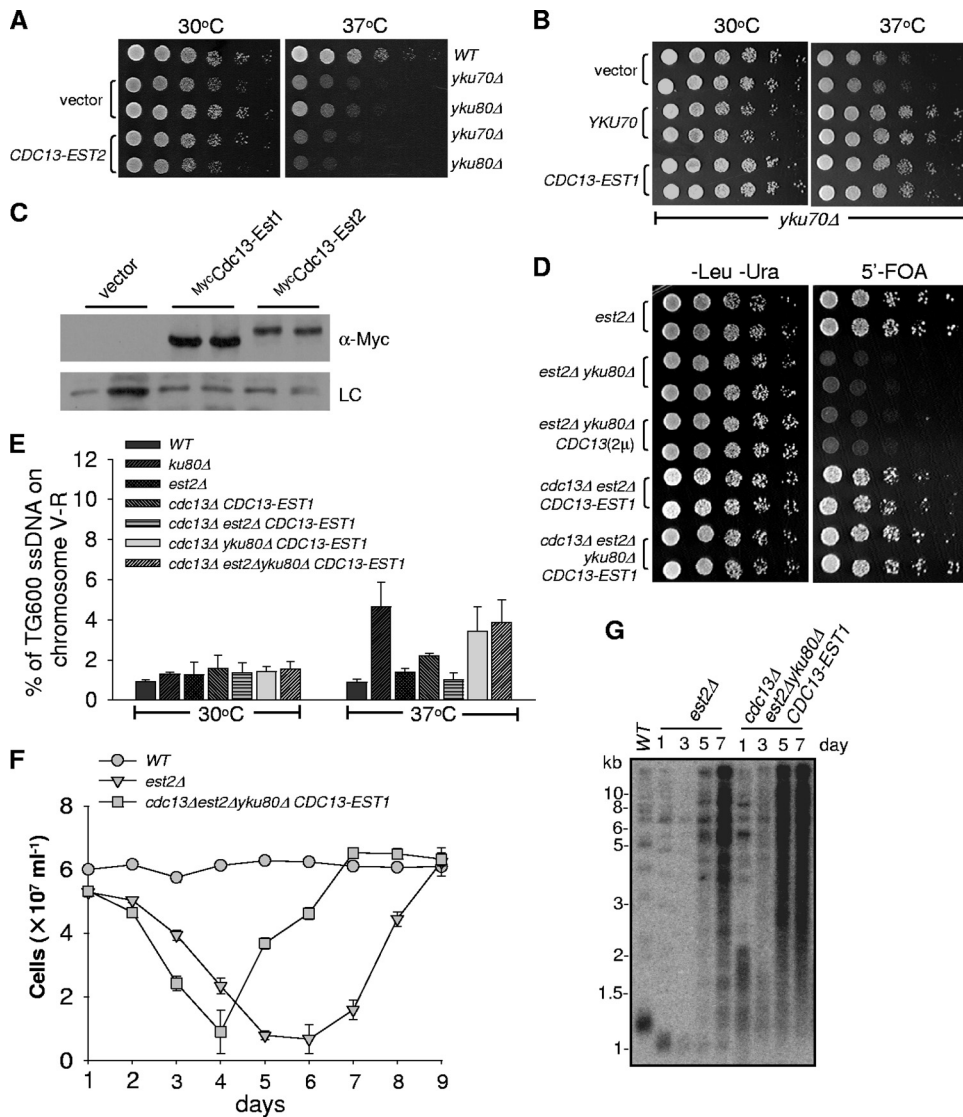 A
30°C
37°C
WT
yku70Δ
vector
yku80Δ
CDC13-EST2
yku70Δ
yku80Δ
B
30°C
37°C
vector
YKU70
CDC13-EST1
yku70Δ
C
vector
MycCdc13-Est1
MycCdc13-Est2
α-Myc
LC
D
-Leu -Ura
5'-FOA
est2Δ
est2Δ yku80Δ
est2Δ yku80Δ
CDC13(2µ)
cdc13Δ est2Δ
CDC13-EST1
cdc13Δ est2Δ
yku80Δ
CDC13-EST1
E
WT
ku80Δ
est2Δ
cdc13Δ CDC13-EST1
cdc13Δ est2Δ CDC13-EST1
cdc13Δ yku80Δ CDC13-EST1
cdc13Δ est2Δyku80Δ CDC13-EST1
% of TG600 ssDNA on
chromosome V-R
12
10
8
6
4
2
0
30°C
37°C
F
WT
est2Δ
cdc13Δest2Δyku80Δ CDC13-EST1
Cells (×10⁷ ml⁻¹)
8
6
4
2
0
1 2 3 4 5 6 7 8 9
days
G
WT
est2Δ
cdc13Δ
est2Δyku80Δ
CDC13-EST1
1 3 5 7 1 3 5 7 day
kb
10-
8-
6-
5-
3-
2-
1.5-
1-